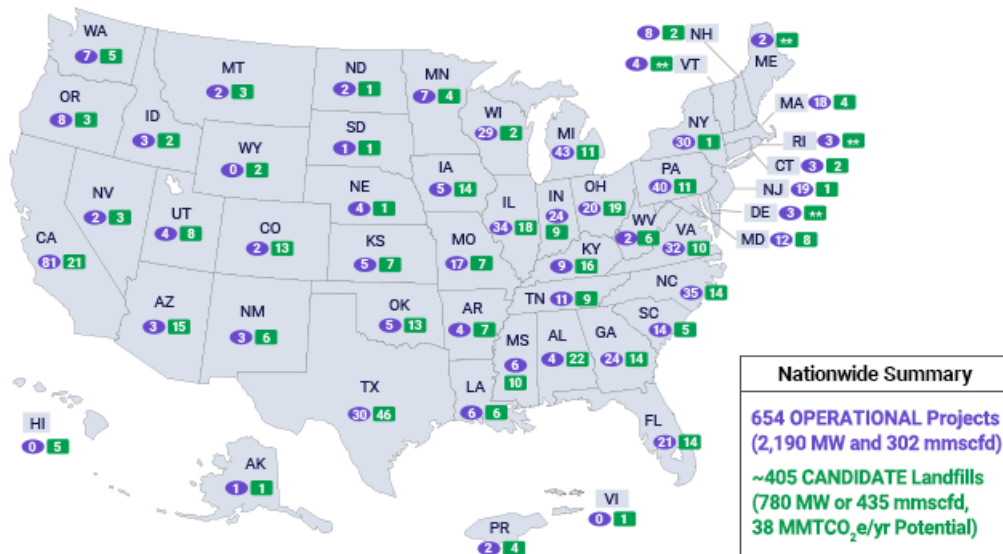 WA
7 5
OR
8 3
CA
81 21
NV
2 3
ID
3 2
MT
2 3
WY
0 2
UT
4 8
CO
2 13
AZ
3 15
NM
3 6
ND
2 1
SD
1 1
NE
4 1
KS
5 7
OK
5 13
TX
30 46
MN
7 4
IA
5 14
MO
17 7
AR
4 7
LA
6 6
WI
29 2
IL
34 18
MI
43 11
IN
24
9
OH
20 19
KY
9 16
TN 11 9
MS
6
10
AL
4 22
GA
24 14
FL
21 14
SC
14 5
NC
35 14
VA
32 10
WV
2 6
PA
40 11
NY
30 1
8 2 NH
4 ** VT
2 **
ME
MA 18 4
RI 3 **
CT 3 2
NJ 19 1
DE 3 **
MD 12 8
HI
0 5
AK
1 1
PR
2 4
VI
0 1
Nationwide Summary
654 OPERATIONAL Projects
(2,190 MW and 302 mmscfd)
~405 CANDIDATE Landfills
(780 MW or 435 mmscfd,
38 MMTCO₂e/yr Potential)